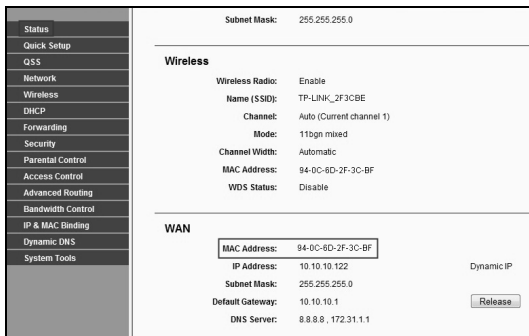 Status
Quick Setup
QSS
Network
Wireless
DHCP
Forwarding
Security
Parental Control
Access Control
Advanced Routing
Bandwidth Control
IP & MAC Binding
Dynamic DNS
System Tools
Subnet Mask: 255.255.255.0
Wireless
Wireless Radio: Enable
Name (SSID): TP-LINK_2F3CBE
Channel: Auto (Current channel 1)
Mode: 11bgn mixed
Channel Width: Automatic
MAC Address: 94-0C-6D-2F-3C-BF
WDS Status: Disable
WAN
MAC Address: 94-0C-6D-2F-3C-BF
IP Address: 10.10.10.122 Dynamic IP
Subnet Mask: 255.255.255.0
Default Gateway: 10.10.10.1 Release
DNS Server: 8.8.8.8 , 172.31.1.1